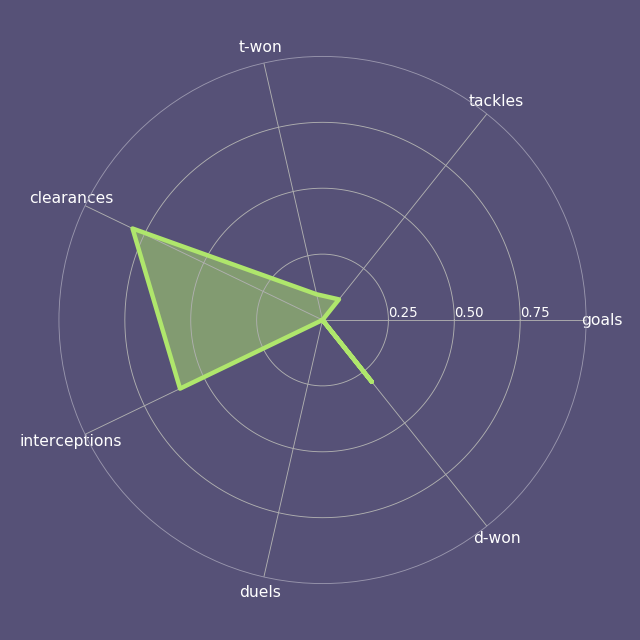 t-won
tackles
clearances
0.25 0.50 0.75
goals
interceptions
d-won
duels